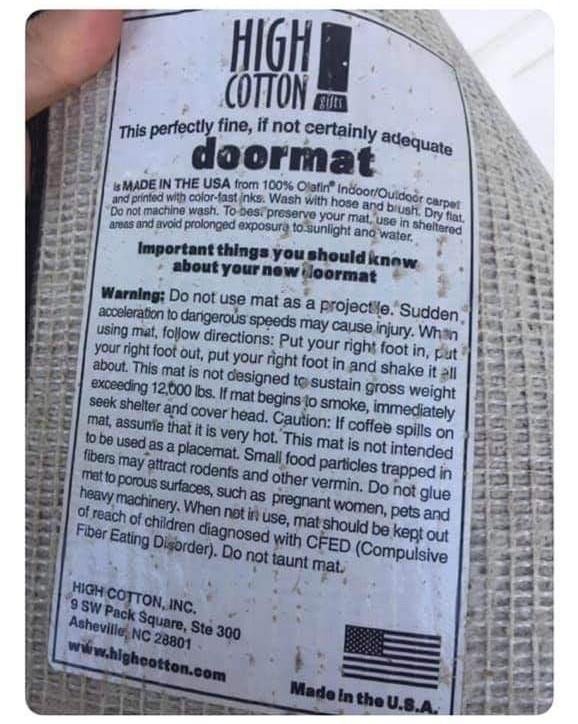 HIGH
COTTON
gifts
This perfectly fine, if not certainly adequate
doormat
is MADE IN THE USA from 100% Olefin® Indoor/Outdoor carpet
and printed with color-fast inks. Wash with hose and brush. Dry flat.
Do not machine wash. To best preserve your mat, use in sheltered
areas and avoid prolonged exposure to sunlight and water.
Important things you should know
about your new doormat
Warning: Do not use mat as a projectile. Sudden
acceleration to dangerous speeds may cause injury. When
using mat, follow directions: Put your right foot in, put
your right foot out, put your right foot in and shake it all
about. This mat is not designed to sustain gross weight
exceeding 12,000 lbs. If mat begins to smoke, immediately
seek shelter and cover head. Caution: If coffee spills on
mat, assume that it is very hot. This mat is not intended
to be used as a placemat. Small food particles trapped in
fibers may attract rodents and other vermin. Do not glue
mat to porous surfaces, such as pregnant women, pets and
heavy machinery. When not in use, mat should be kept out
of reach of children diagnosed with CFED (Compulsive
Fiber Eating Disorder). Do not taunt mat.
HIGH COTTON, INC.
9 SW Pack Square, Ste 300
Asheville, NC 28801
www.highcotton.com
Made in the U.S.A.